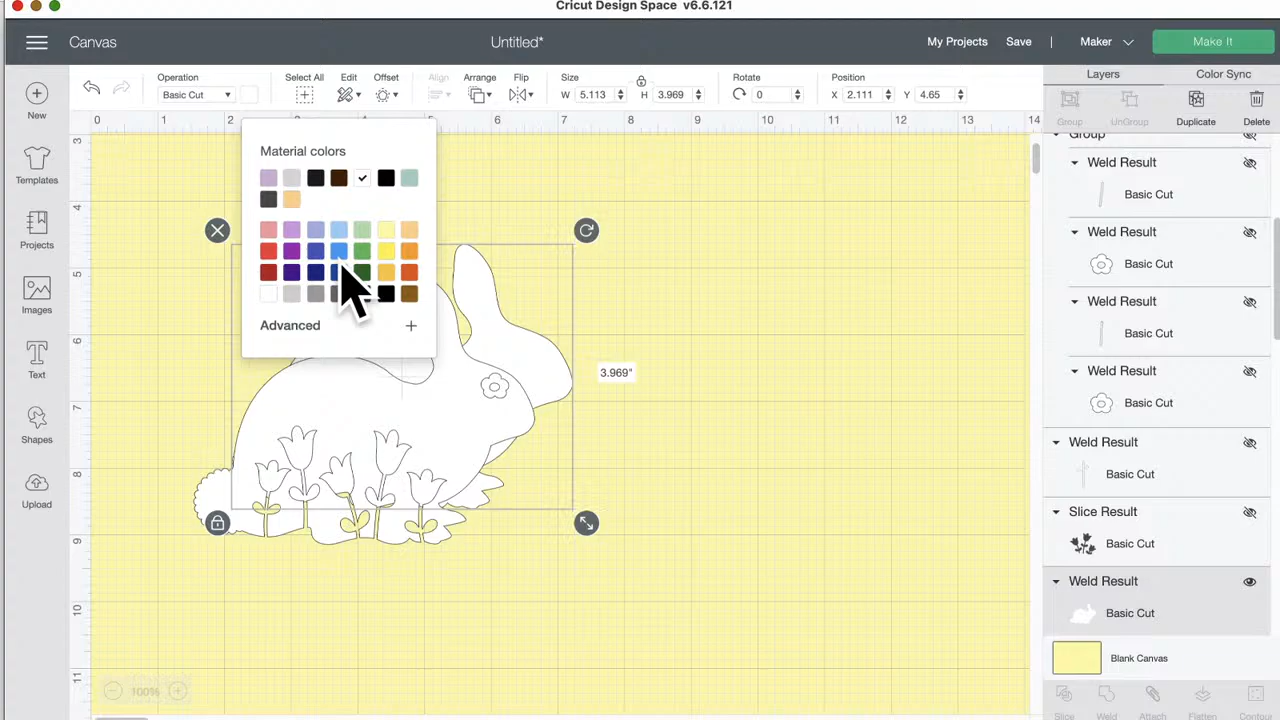 Cricut Design Space v6.6.121
Canvas
Untitled*
My Projects Save | Maker Make It
Operation Select All Edit Offset Align Arrange Flip Size Rotate Position
Basic Cut W 5.113 H 3.969 0 X 2.111 Y 4.65
Layers Color Sync
Group UnGroup Duplicate Delete
New
Templates
Projects
Images
Text
Shapes
Upload
0 2 5 6 7 8 9 10 11 12 13 14
3
4
5
6
7
8
9
10
11
Material colors
Advanced +
3.969"
100%
Group
Weld Result
Basic Cut
Weld Result
Basic Cut
Weld Result
Basic Cut
Weld Result
Basic Cut
Weld Result
Basic Cut
Slice Result
Basic Cut
Weld Result
Basic Cut
Blank Canvas
Slice Weld Attach Flatten Contour